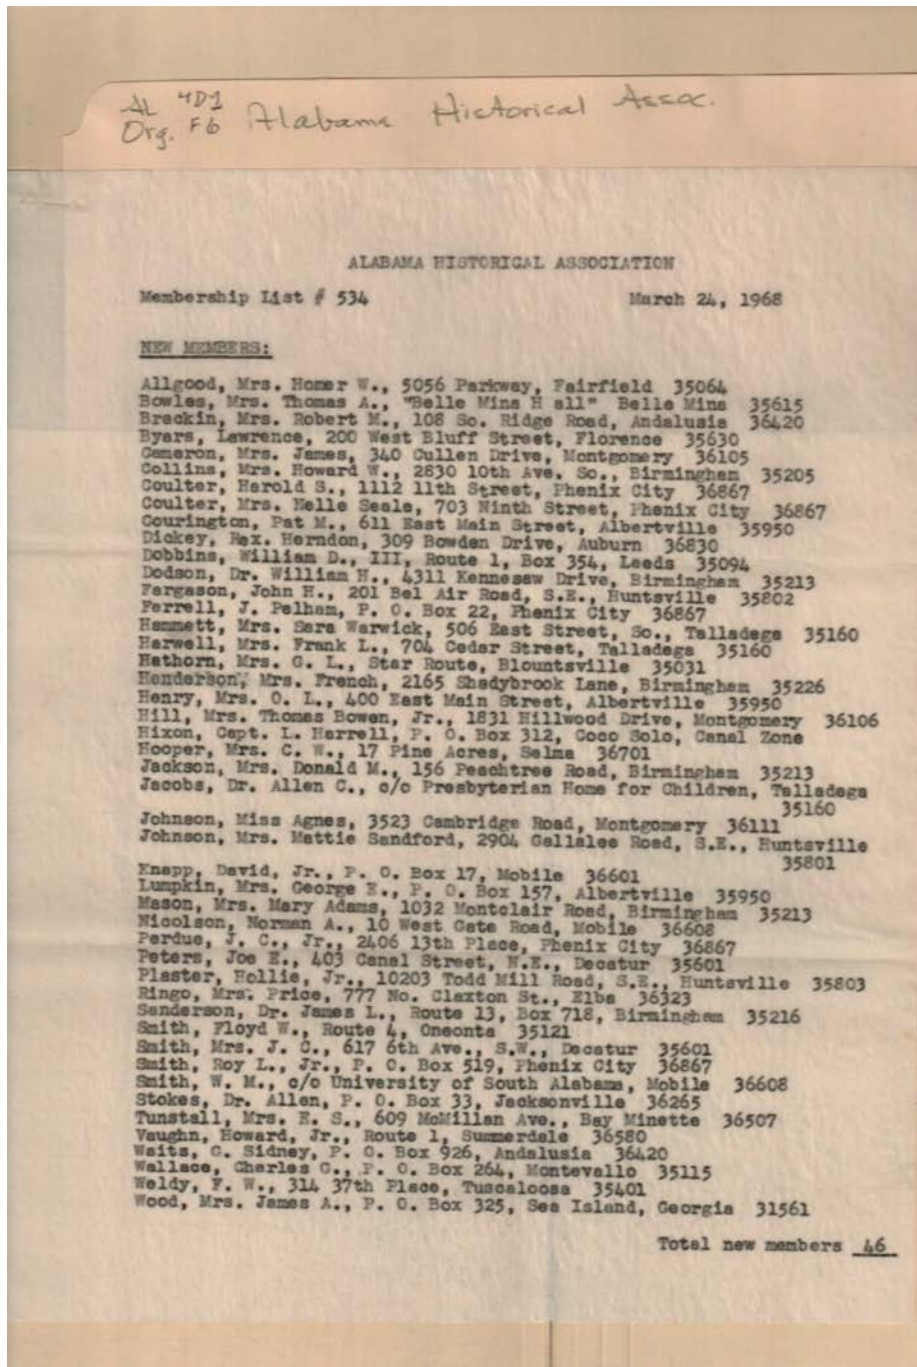 AL 4D1
Org. F6 Alabama Historical Assoc.
ALABAMA HISTORICAL ASSOCIATION
Membership List # 534 March 24, 1968
NEW MEMBERS:
Allgood, Mrs. Homer W., 5056 Parkway, Fairfield 35064
Bowles, Mrs. Thomas A., "Belle Mina H all" Belle Mina 35615
Brackin, Mrs. Robert M., 108 So. Ridge Road, Andalusia 36420
Byars, Lawrence, 200 West Bluff Street, Florence 35630
Cameron, Mrs. James, 340 Cullen Drive, Montgomery 36105
Collins, Mrs. Howard W., 2830 10th Ave. So., Birmingham 35205
Coulter, Harold S., 1112 11th Street, Phenix City 36867
Coulter, Mrs. Nelle Seale, 703 Ninth Street, Phenix City 36867
Courington, Pat M., 611 East Main Street, Albertville 35950
Dickey, Rex. Herndon, 309 Bowden Drive, Auburn 36830
Dobbins, William D., III, Route 1, Box 354, Leeds 35094
Dodson, Dr. William H., 4311 Kennesaw Drive, Birmingham 35213
Fergason, John H., 201 Bel Air Road, S.E., Huntsville 35802
Ferrell, J. Pelham, P. O. Box 22, Phenix City 36867
Hammett, Mrs. Sara Warwick, 506 East Street, So., Talladega 35160
Harwell, Mrs. Frank L., 704 Cedar Street, Talladega 35160
Hathorn, Mrs. G. L., Star Route, Blountsville 35031
Henderson, Mrs. French, 2165 Shadybrook Lane, Birmingham 35226
Henry, Mrs. O. L., 400 East Main Street, Albertville 35950
Hill, Mrs. Thomas Bowen, Jr., 1831 Hillwood Drive, Montgomery 36106
Hixon, Capt. L. Harrell, P. O. Box 312, Coco Solo, Canal Zone
Hooper, Mrs. C. W., 17 Pine Acres, Selma 36701
Jackson, Mrs. Donald M., 156 Peachtree Road, Birmingham 35213
Jacobs, Dr. Allen C., c/o Presbyterian Home for Children, Talladega
35160
Johnson, Miss Agnes, 3523 Cambridge Road, Montgomery 36111
Johnson, Mrs. Mattie Sandford, 2904 Gallalee Road, S.E., Huntsville
35801
Knapp, David, Jr., P. O. Box 17, Mobile 36601
Lumpkin, Mrs. George E., P. O. Box 157, Albertville 35950
Mason, Mrs. Mary Adams, 1032 Montclair Road, Birmingham 35213
Nicolson, Norman A., 10 West Gate Road, Mobile 36608
Perdue, J. C., Jr., 2406 13th Place, Phenix City 36867
Peters, Joe E., 403 Canal Street, N.E., Decatur 35601
Plaster, Hollie, Jr., 10203 Todd Mill Road, S.E., Huntsville 35803
Ringo, Mrs. Price, 777 No. Claxton St., Elba 36323
Sanderson, Dr. James L., Route 13, Box 718, Birmingham 35216
Smith, Floyd W., Route 4, Oneonta 35121
Smith, Mrs. J. C., 617 6th Ave., S.W., Decatur 35601
Smith, Roy L., Jr., P. O. Box 519, Phenix City 36867
Smith, W. M., c/o University of South Alabama, Mobile 36608
Stokes, Dr. Allen, P. O. Box 33, Jacksonville 36265
Tunstall, Mrs. E. S., 609 McMillan Ave., Bay Minette 36507
Vaughn, Howard, Jr., Route 1, Summerdale 36580
Waits, C. Sidney, P. O. Box 926, Andalusia 36420
Wallace, Charles C., P. O. Box 264, Montevallo 35115
Weldy, F. W., 314 37th Place, Tuscaloosa 35401
Wood, Mrs. James A., P. O. Box 325, Sea Island, Georgia 31561
Total new members 46